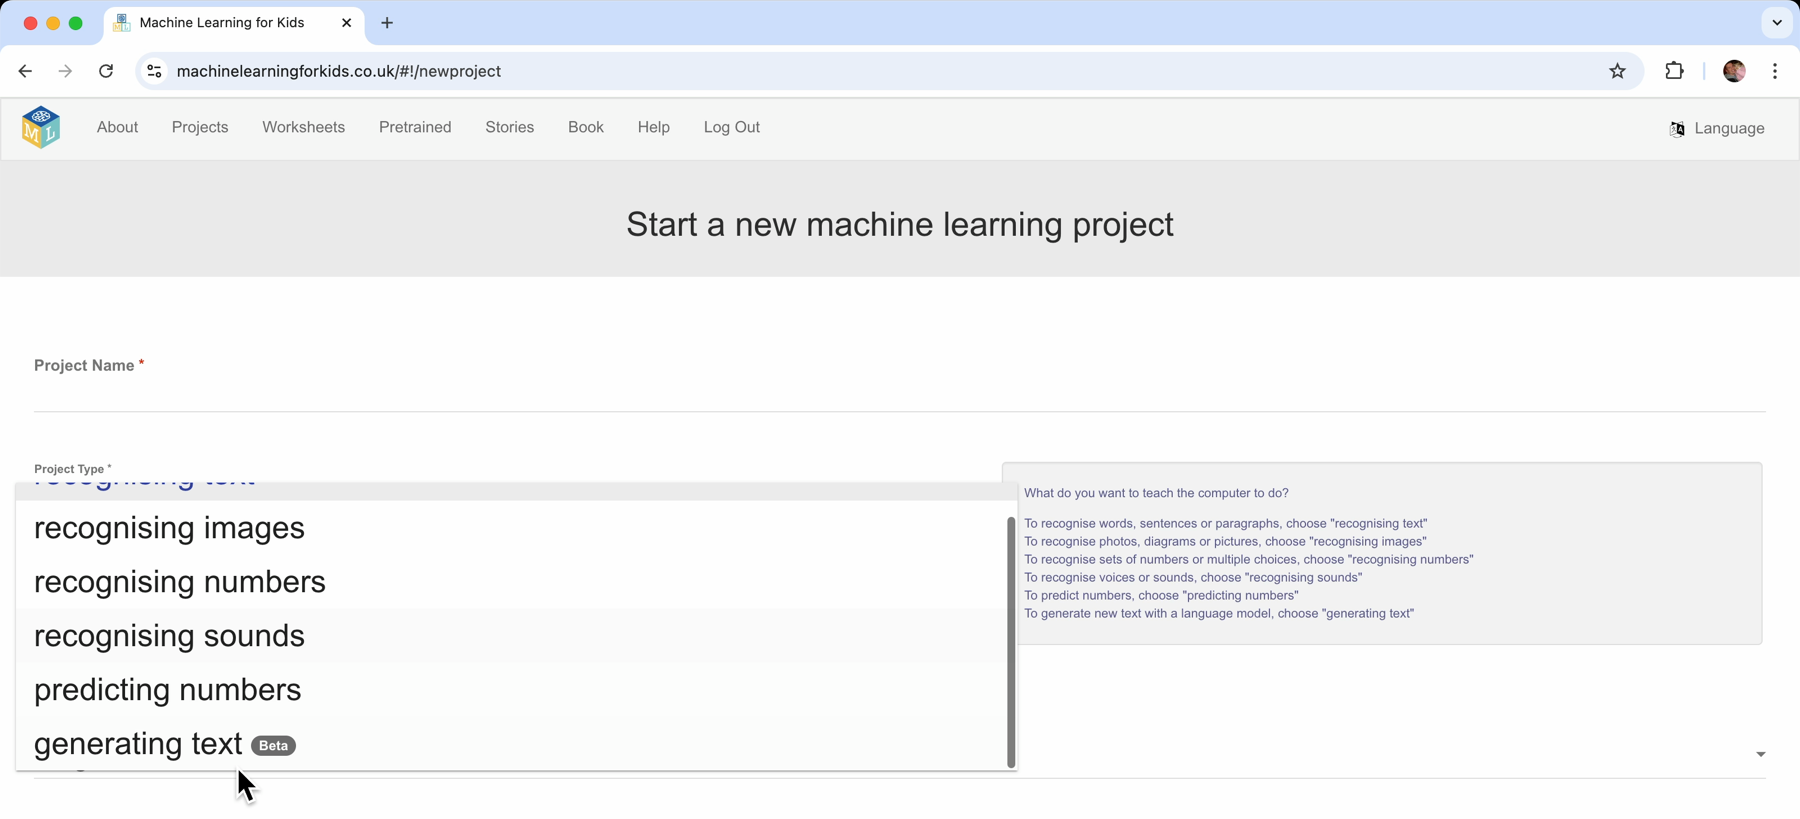 Machine Learning for Kids
machinelearningforkids.co.uk/#!/newproject
ML
About Projects Worksheets Pretrained Stories Book Help Log Out
Language
Start a new machine learning project
Project Name *
Project Type *
recognising text
recognising images
recognising numbers
recognising sounds
predicting numbers
generating text Beta
What do you want to teach the computer to do?
To recognise words, sentences or paragraphs, choose "recognising text"
To recognise photos, diagrams or pictures, choose "recognising images"
To recognise sets of numbers or multiple choices, choose "recognising numbers"
To recognise voices or sounds, choose "recognising sounds"
To predict numbers, choose "predicting numbers"
To generate new text with a language model, choose "generating text"